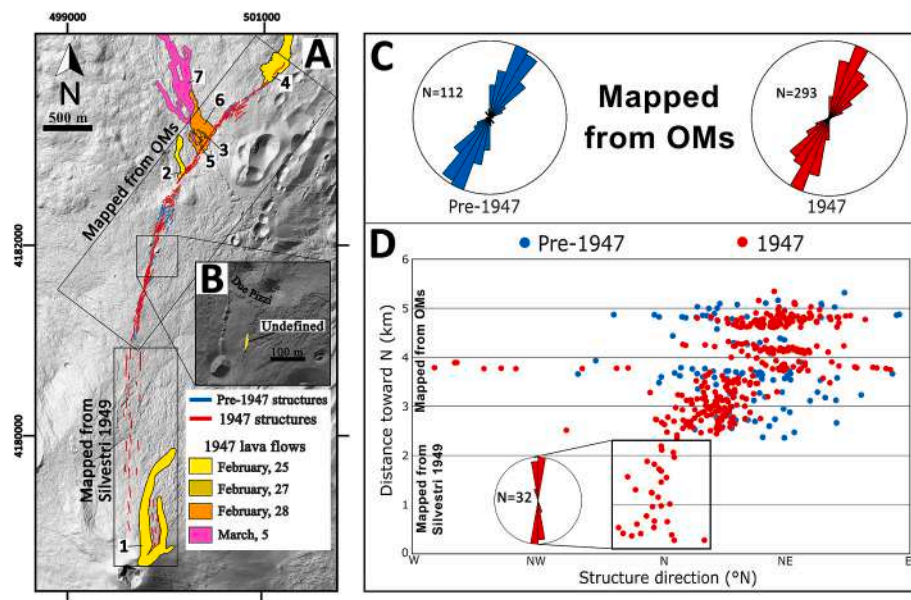 499000
501000
A
N
500 m
7
6
4
3
5
2
Mapped from OMs
4182000
B
Due Pizzi
Undefined
100 m
4180000
Mapped from
Silvestri 1949
1
Pre-1947 structures
1947 structures
1947 lava flows
February, 25
February, 27
February, 28
March, 5
C
N=112
Pre-1947
Mapped
from OMs
N=293
1947
D
Pre-1947
1947
6
5
4
3
2
1
0
Distance toward N (km)
Mapped from OMs
Mapped from
Silvestri 1949
N=32
W
NW
N
NE
E
Structure direction (°N)